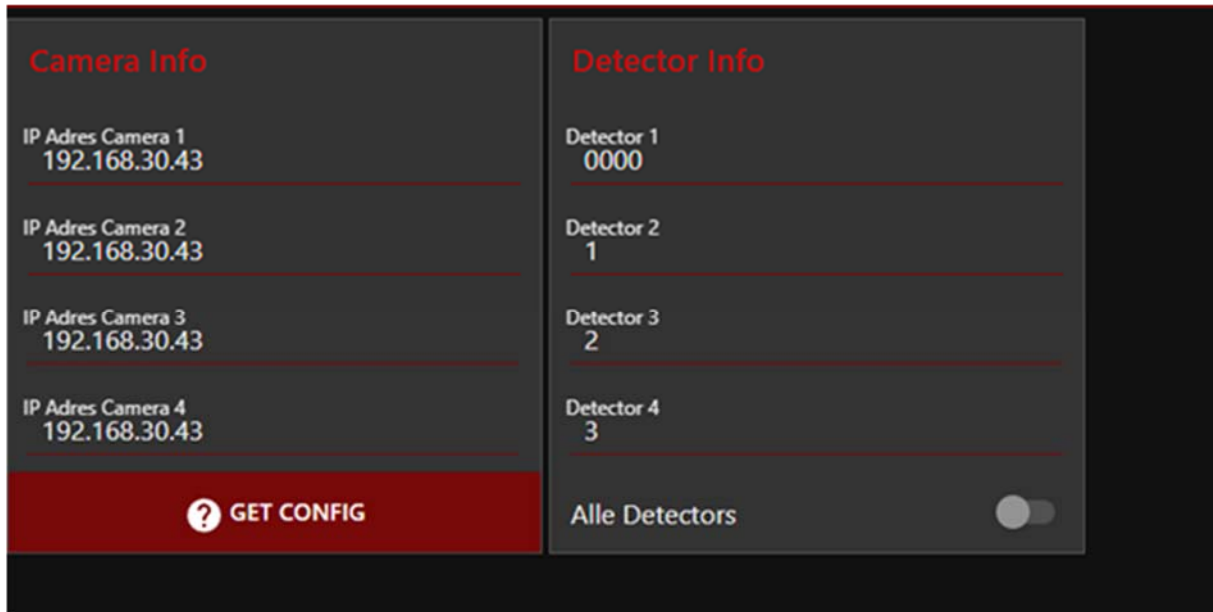 Camera Info
IP Adres Camera 1
192.168.30.43
IP Adres Camera 2
192.168.30.43
IP Adres Camera 3
192.168.30.43
IP Adres Camera 4
192.168.30.43
? GET CONFIG
Detector Info
Detector 1
0000
Detector 2
1
Detector 3
2
Detector 4
3
Alle Detectors